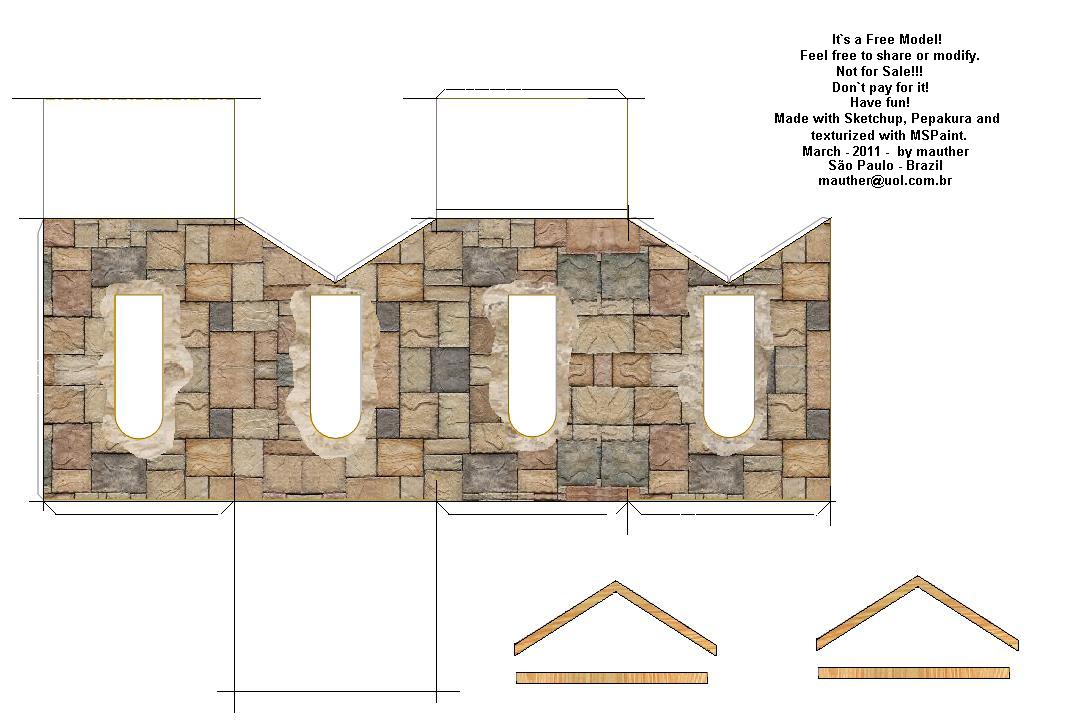 It`s a Free Model!
Feel free to share or modify.
Not for Sale!!!
Don`t pay for it!
Have fun!
Made with Sketchup, Pepakura and
texturized with MSPaint.
March - 2011 - by mauther
São Paulo - Brazil
mauther@uol.com.br